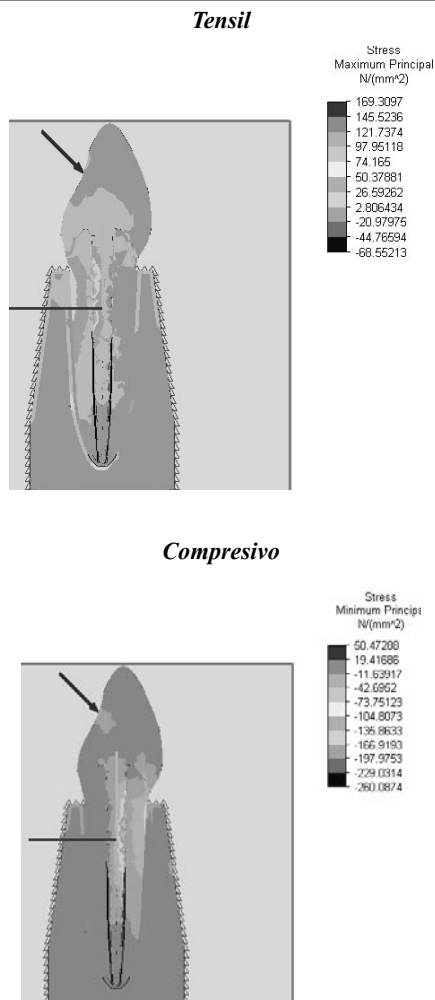 Tensil
Stress
Maximum Principal
N/(mm^2)
169.3097
145.5236
121.7374
97.95118
74.165
50.37881
26.59262
2.806434
-20.97975
-44.76594
-68.55213
Compresivo
Stress
Minimum Principa
N/(mm^2)
50.47288
19.41686
-11.63917
-42.6952
-73.75123
-104.8073
-135.8633
-166.9193
-197.9753
-229.0314
-260.0874